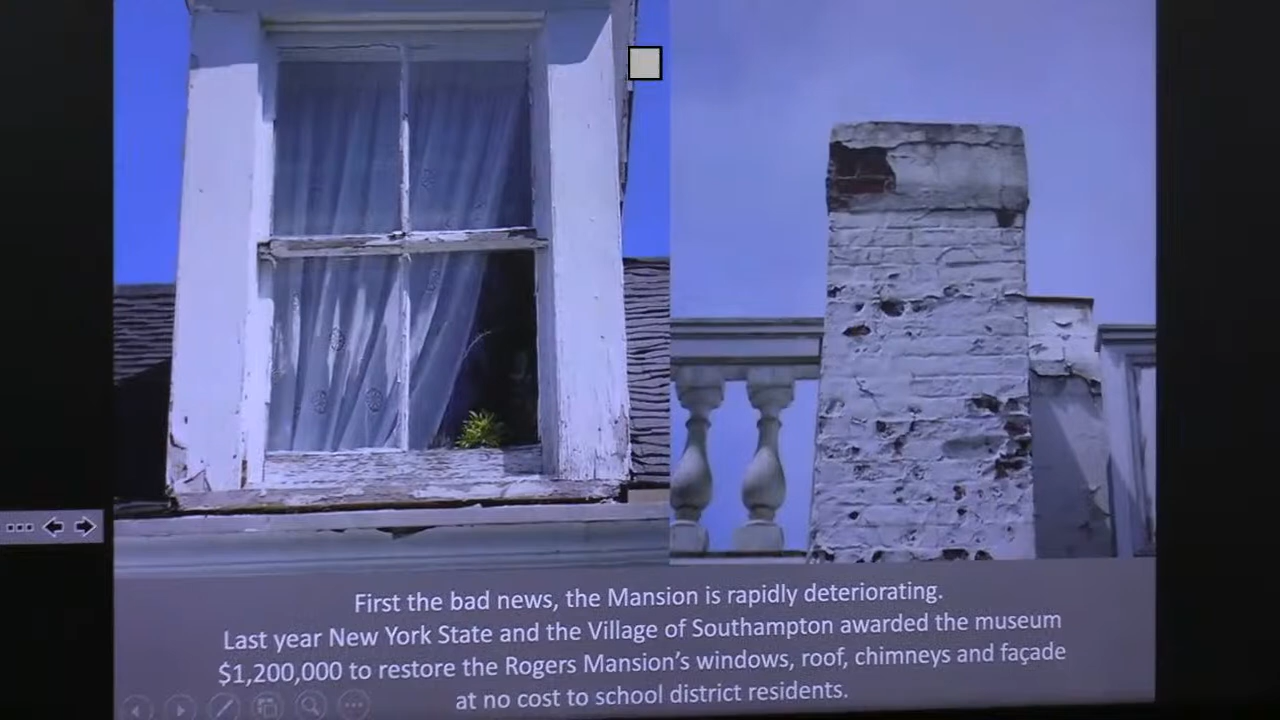 First the bad news, the Mansion is rapidly deteriorating.
Last year New York State and the Village of Southampton awarded the museum
$1,200,000 to restore the Rogers Mansion’s windows, roof, chimneys and façade
at no cost to school district residents.